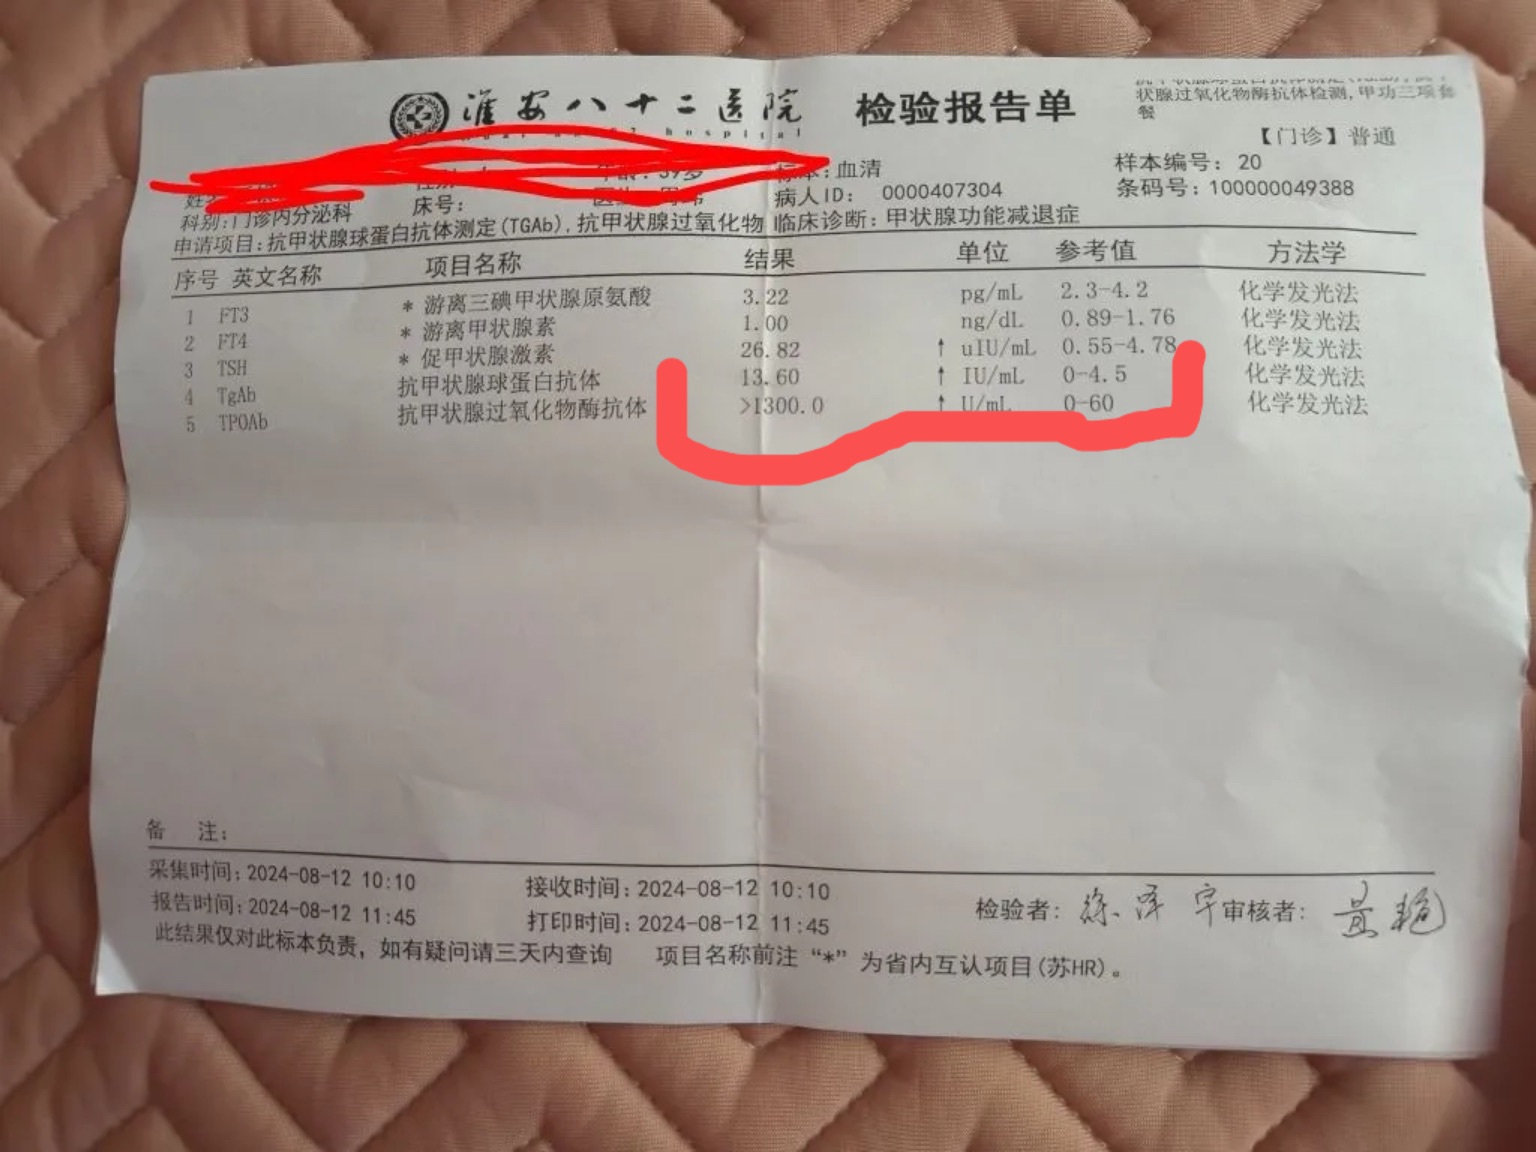 淮安八十二医院 检验报告单
状腺过氧化物酶抗体检测,甲功三项套餐
【门诊】普通
标本:血清 样本编号: 20
床号: 病人ID: 0000407304 条码号: 100000049388
科别:门诊内分泌科
申请项目:抗甲状腺球蛋白抗体测定(TGAb),抗甲状腺过氧化物 临床诊断:甲状腺功能减退症
序号 英文名称 项目名称 结果 单位 参考值 方法学
1 FT3 * 游离三碘甲状腺原氨酸 3.22 pg/mL 2.3-4.2 化学发光法
2 FT4 * 游离甲状腺素 1.00 ng/dL 0.89-1.76 化学发光法
3 TSH * 促甲状腺激素 26.82 ↑ uIU/mL 0.55-4.78 化学发光法
4 TgAb 抗甲状腺球蛋白抗体 13.60 ↑ IU/mL 0-4.5 化学发光法
5 TPOAb 抗甲状腺过氧化物酶抗体 >1300.0 ↑ U/mL 0-60 化学发光法
备 注:
采集时间:2024-08-12 10:10 接收时间:2024-08-12 10:10
报告时间:2024-08-12 11:45 打印时间:2024-08-12 11:45 检验者: 审核者:
此结果仅对此标本负责,如有疑问请三天内查询 项目名称前注“*”为省内互认项目(苏HR)。